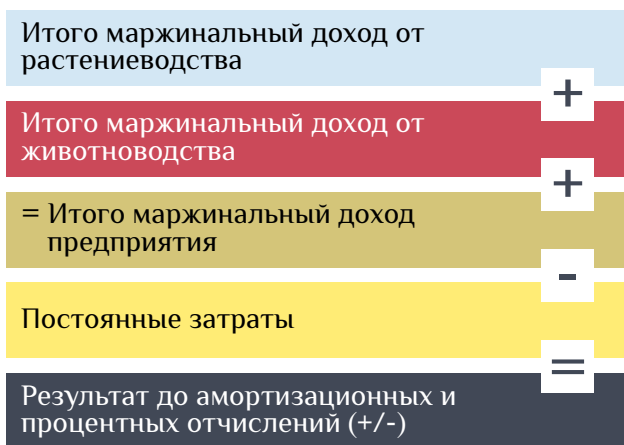 Итого маржинальный доход от
растениеводства
+
Итого маржинальный доход от
животноводства
+
= Итого маржинальный доход
предприятия
-
Постоянные затраты
=
Результат до амортизационных и
процентных отчислений (+/-)